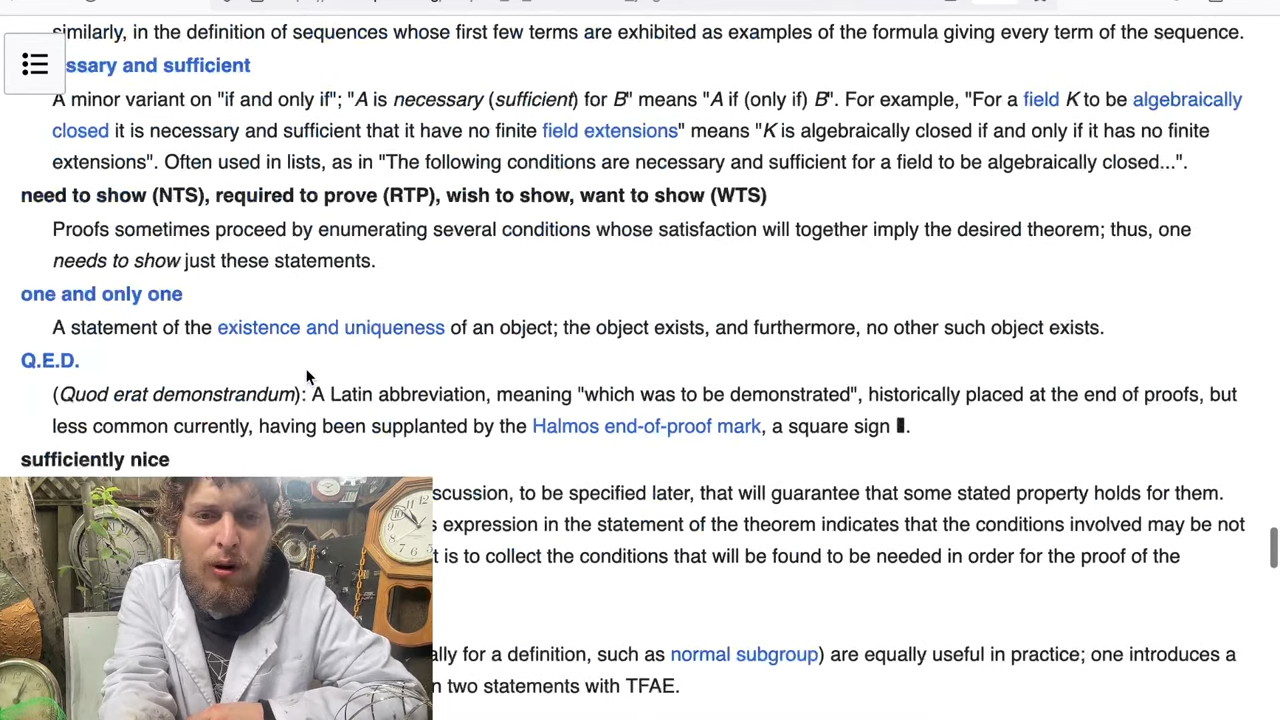 similarly, in the definition of sequences whose first few terms are exhibited as examples of the formula giving every term of the sequence.
ssary and sufficient
A minor variant on "if and only if"; "A is necessary (sufficient) for B" means "A if (only if) B". For example, "For a field K to be algebraically
closed it is necessary and sufficient that it have no finite field extensions" means "K is algebraically closed if and only if it has no finite
extensions". Often used in lists, as in "The following conditions are necessary and sufficient for a field to be algebraically closed...".
need to show (NTS), required to prove (RTP), wish to show, want to show (WTS)
Proofs sometimes proceed by enumerating several conditions whose satisfaction will together imply the desired theorem; thus, one
needs to show just these statements.
one and only one
A statement of the existence and uniqueness of an object; the object exists, and furthermore, no other such object exists.
Q.E.D.
(Quod erat demonstrandum): A Latin abbreviation, meaning "which was to be demonstrated", historically placed at the end of proofs, but
less common currently, having been supplanted by the Halmos end-of-proof mark, a square sign ∎.
sufficiently nice
scussion, to be specified later, that will guarantee that some stated property holds for them.
s expression in the statement of the theorem indicates that the conditions involved may be not
t is to collect the conditions that will be found to be needed in order for the proof of the
ally for a definition, such as normal subgroup) are equally useful in practice; one introduces a
n two statements with TFAE.